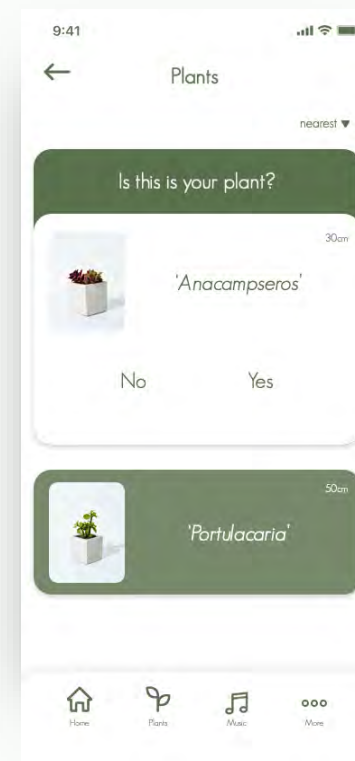 9:41
Plants
nearest ▼
Is this is your plant?
30cm
'Anacampseros'
No Yes
50cm
'Portulacaria'
Home Plants Music More